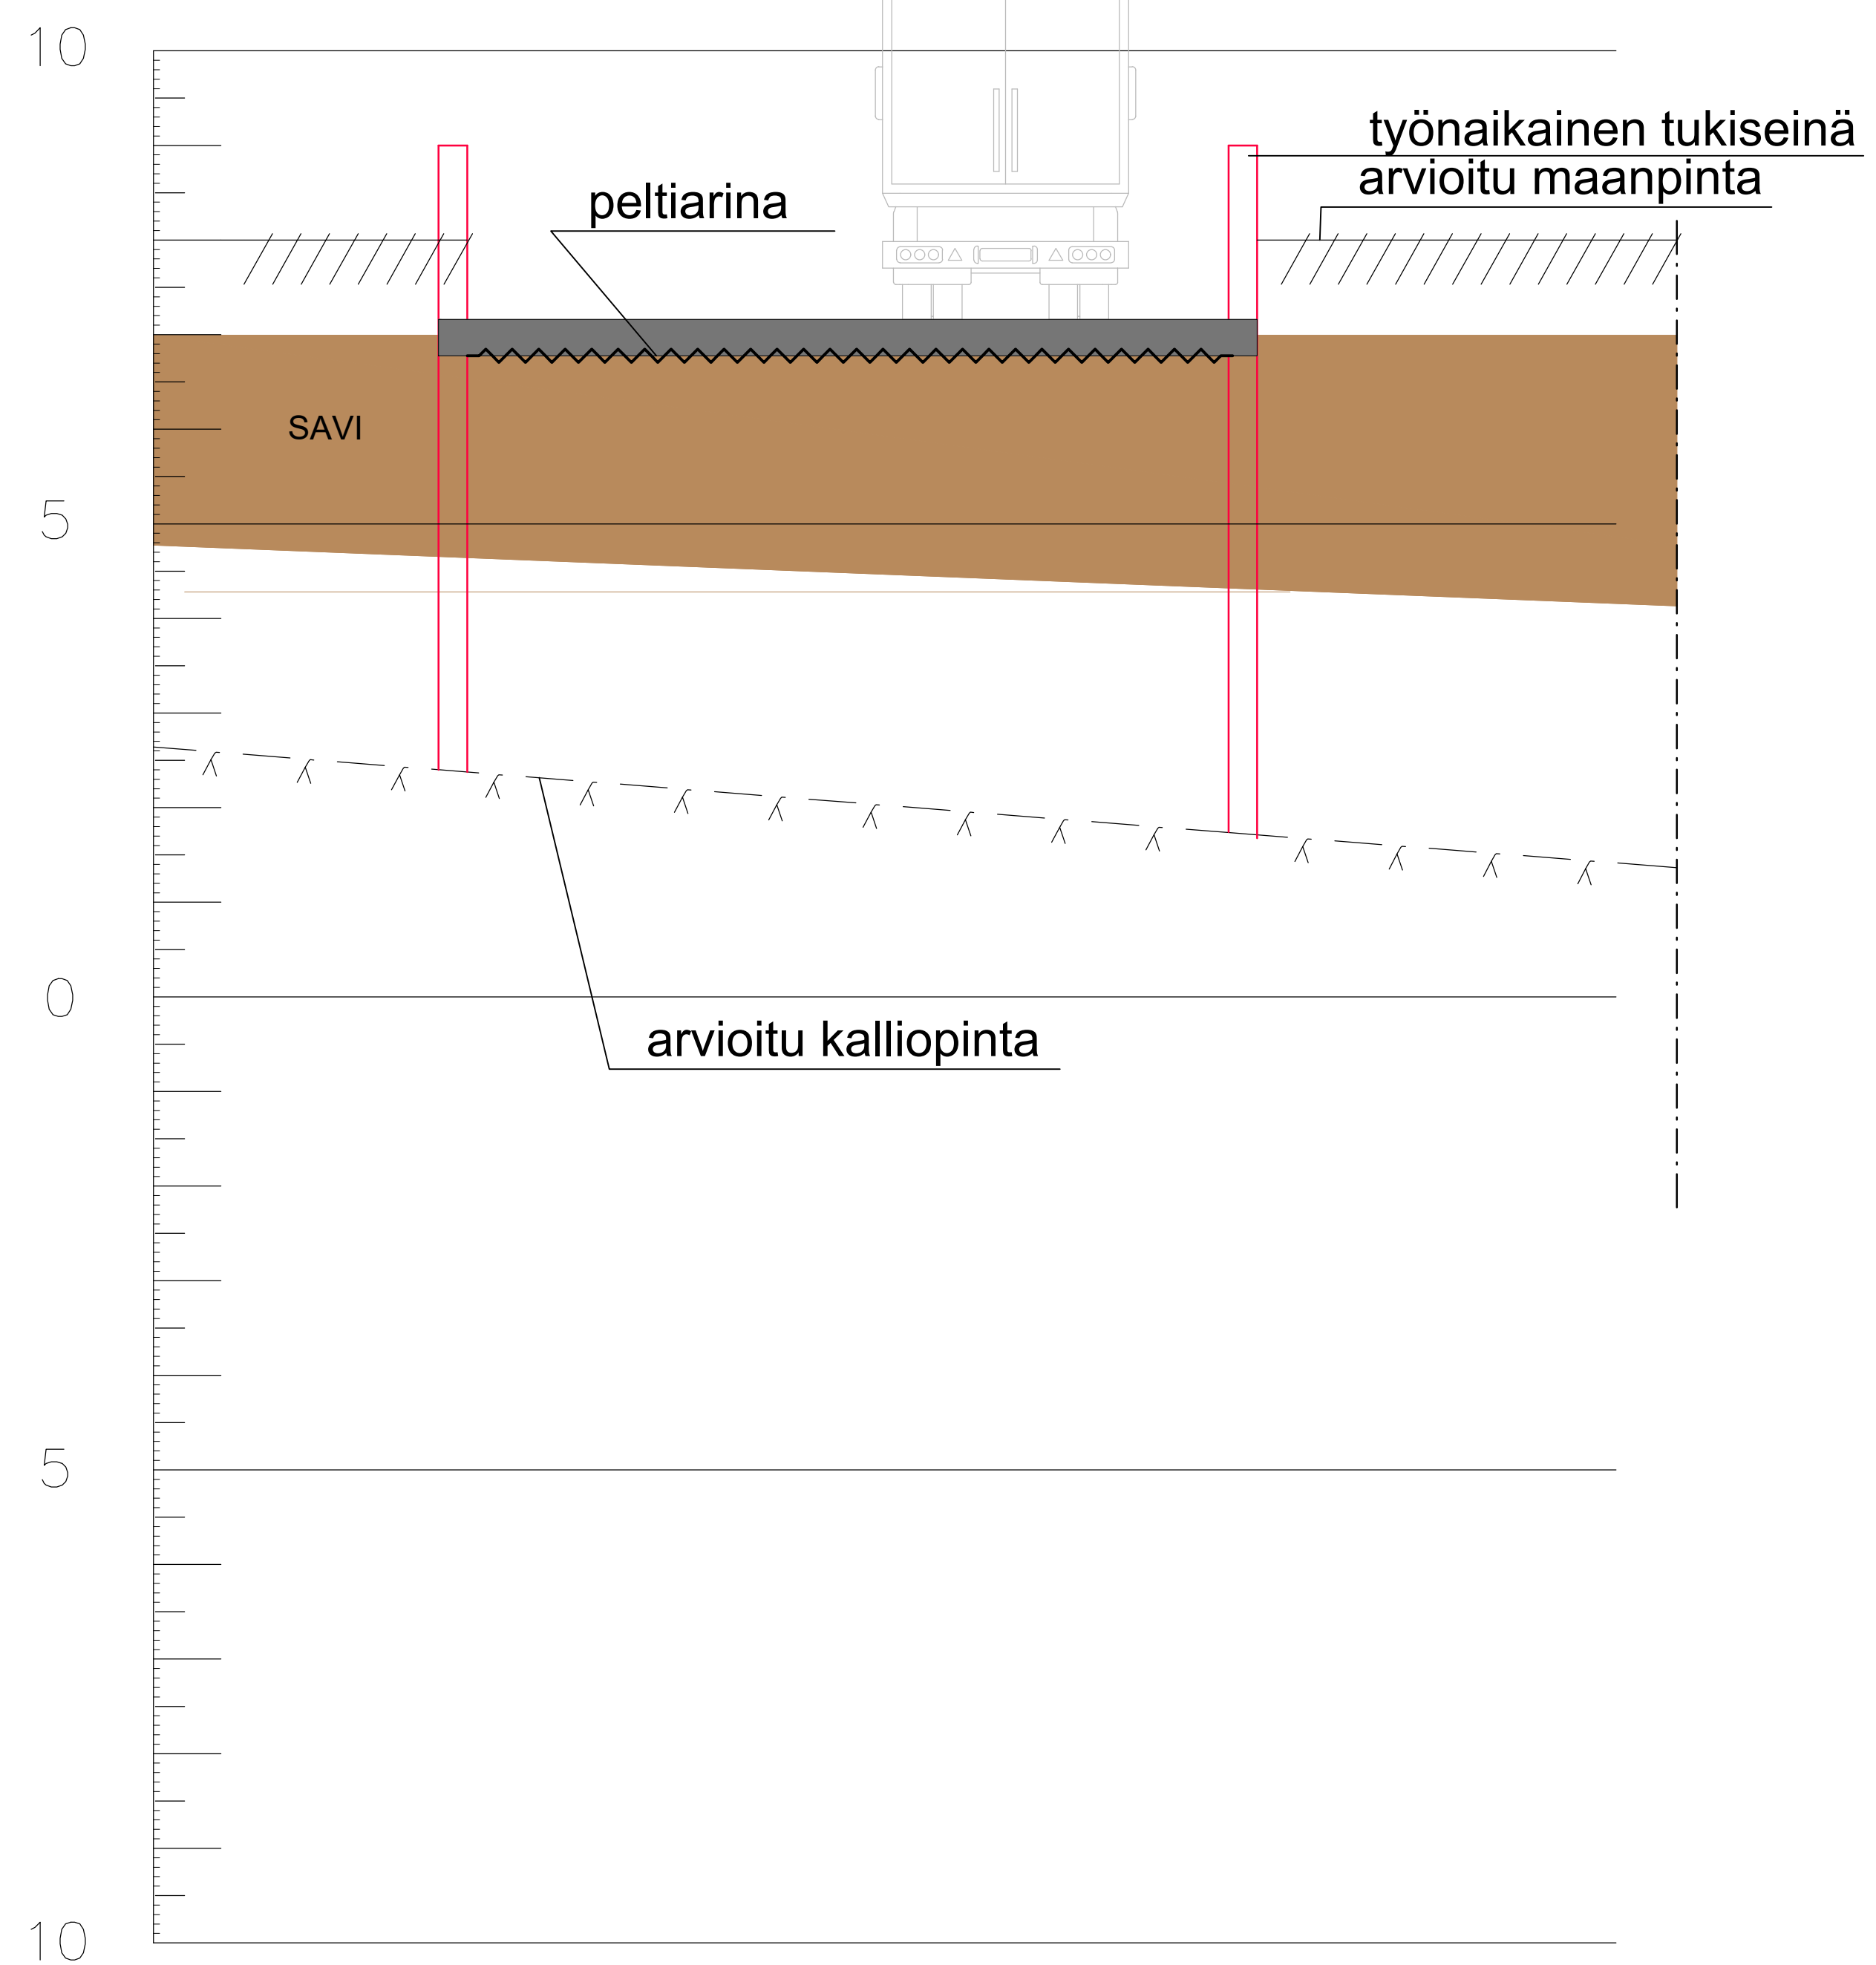 10
työnaikainen tukiseinä
arvioitu maanpinta
peltiarina
SAVI
5
0
arvioitu kalliopinta
5
10